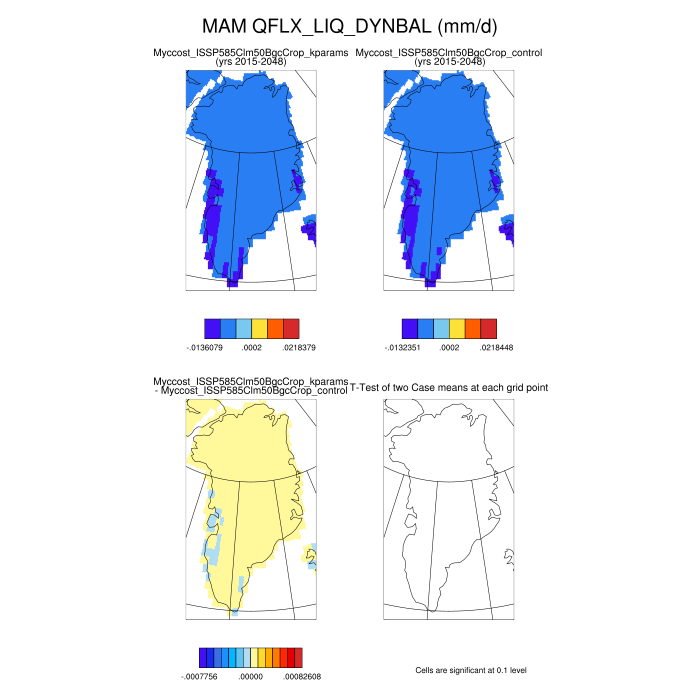 MAM QFLX_LIQ_DYNBAL (mm/d)
Myccost_ISSP585Clm50BgcCrop_kparams
(yrs 2015-2048)
Myccost_ISSP585Clm50BgcCrop_control
(yrs 2015-2048)
-.0136079 .0002 .0218379
-.0132351 .0002 .0218448
Myccost_ISSP585Clm50BgcCrop_kparams
- Myccost_ISSP585Clm50BgcCrop_control
T-Test of two Case means at each grid point
-.0007756 .00000 .00082608
Cells are significant at 0.1 level